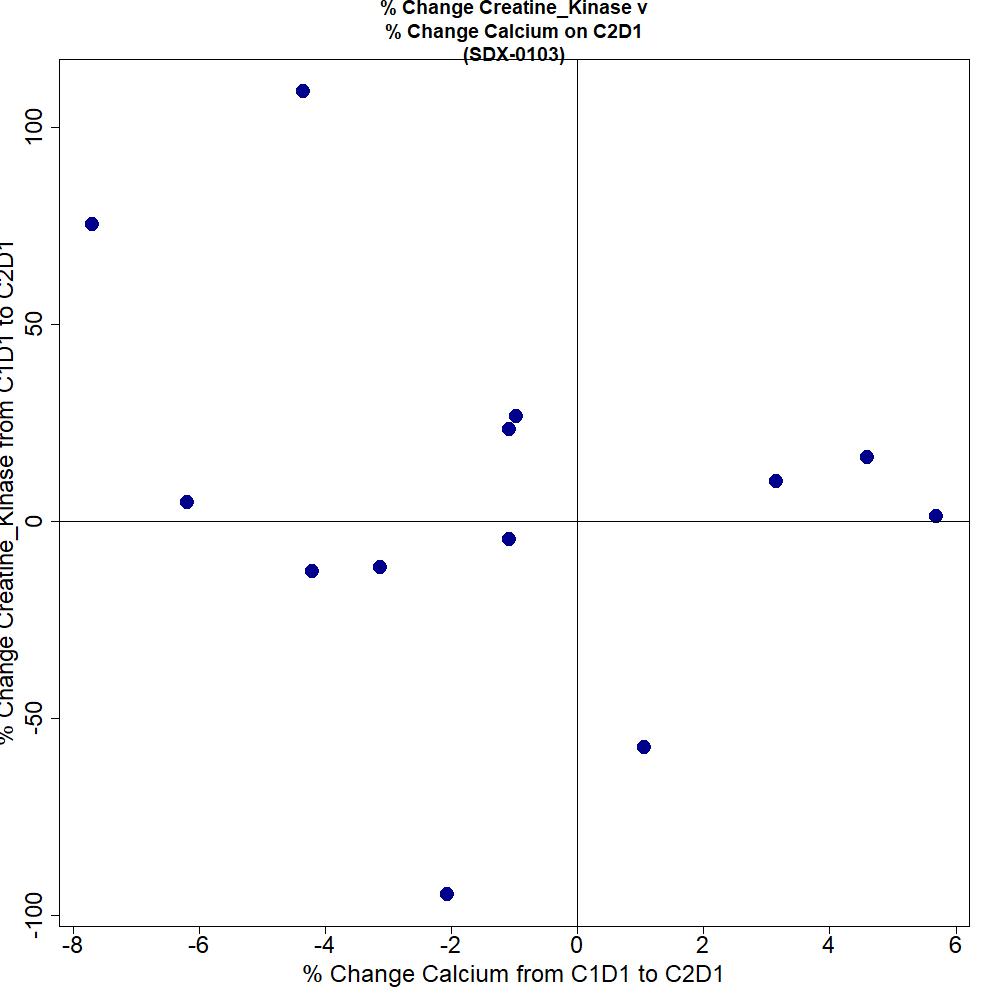 % Change Creatine_Kinase v
% Change Calcium on C2D1
(SDX-0103)
% Change Creatine_Kinase from C1D1 to C2D1
100
50
0
-50
-100
-8
-6
-4
-2
0
2
4
6
% Change Calcium from C1D1 to C2D1